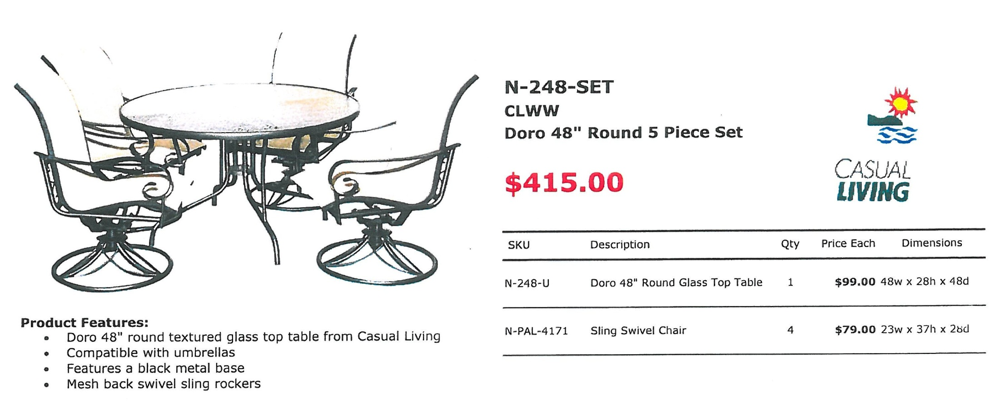 N-248-SET
CLWW
Doro 48" Round 5 Piece Set
$415.00
CASUAL
LIVING
SKU Description Qty Price Each Dimensions
N-248-U Doro 48" Round Glass Top Table 1 $99.00 48w x 28h x 48d
N-PAL-4171 Sling Swivel Chair 4 $79.00 23w x 37h x 28d
Product Features:
• Doro 48" round textured glass top table from Casual Living
• Compatible with umbrellas
• Features a black metal base
• Mesh back swivel sling rockers